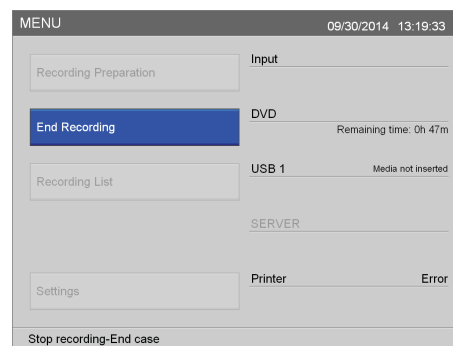 MENU 09/30/2014 13:19:33
Recording Preparation
Input
End Recording
DVD
Remaining time: 0h 47m
Recording List
USB 1 Media not inserted
SERVER
Settings
Printer Error
Stop recording-End case